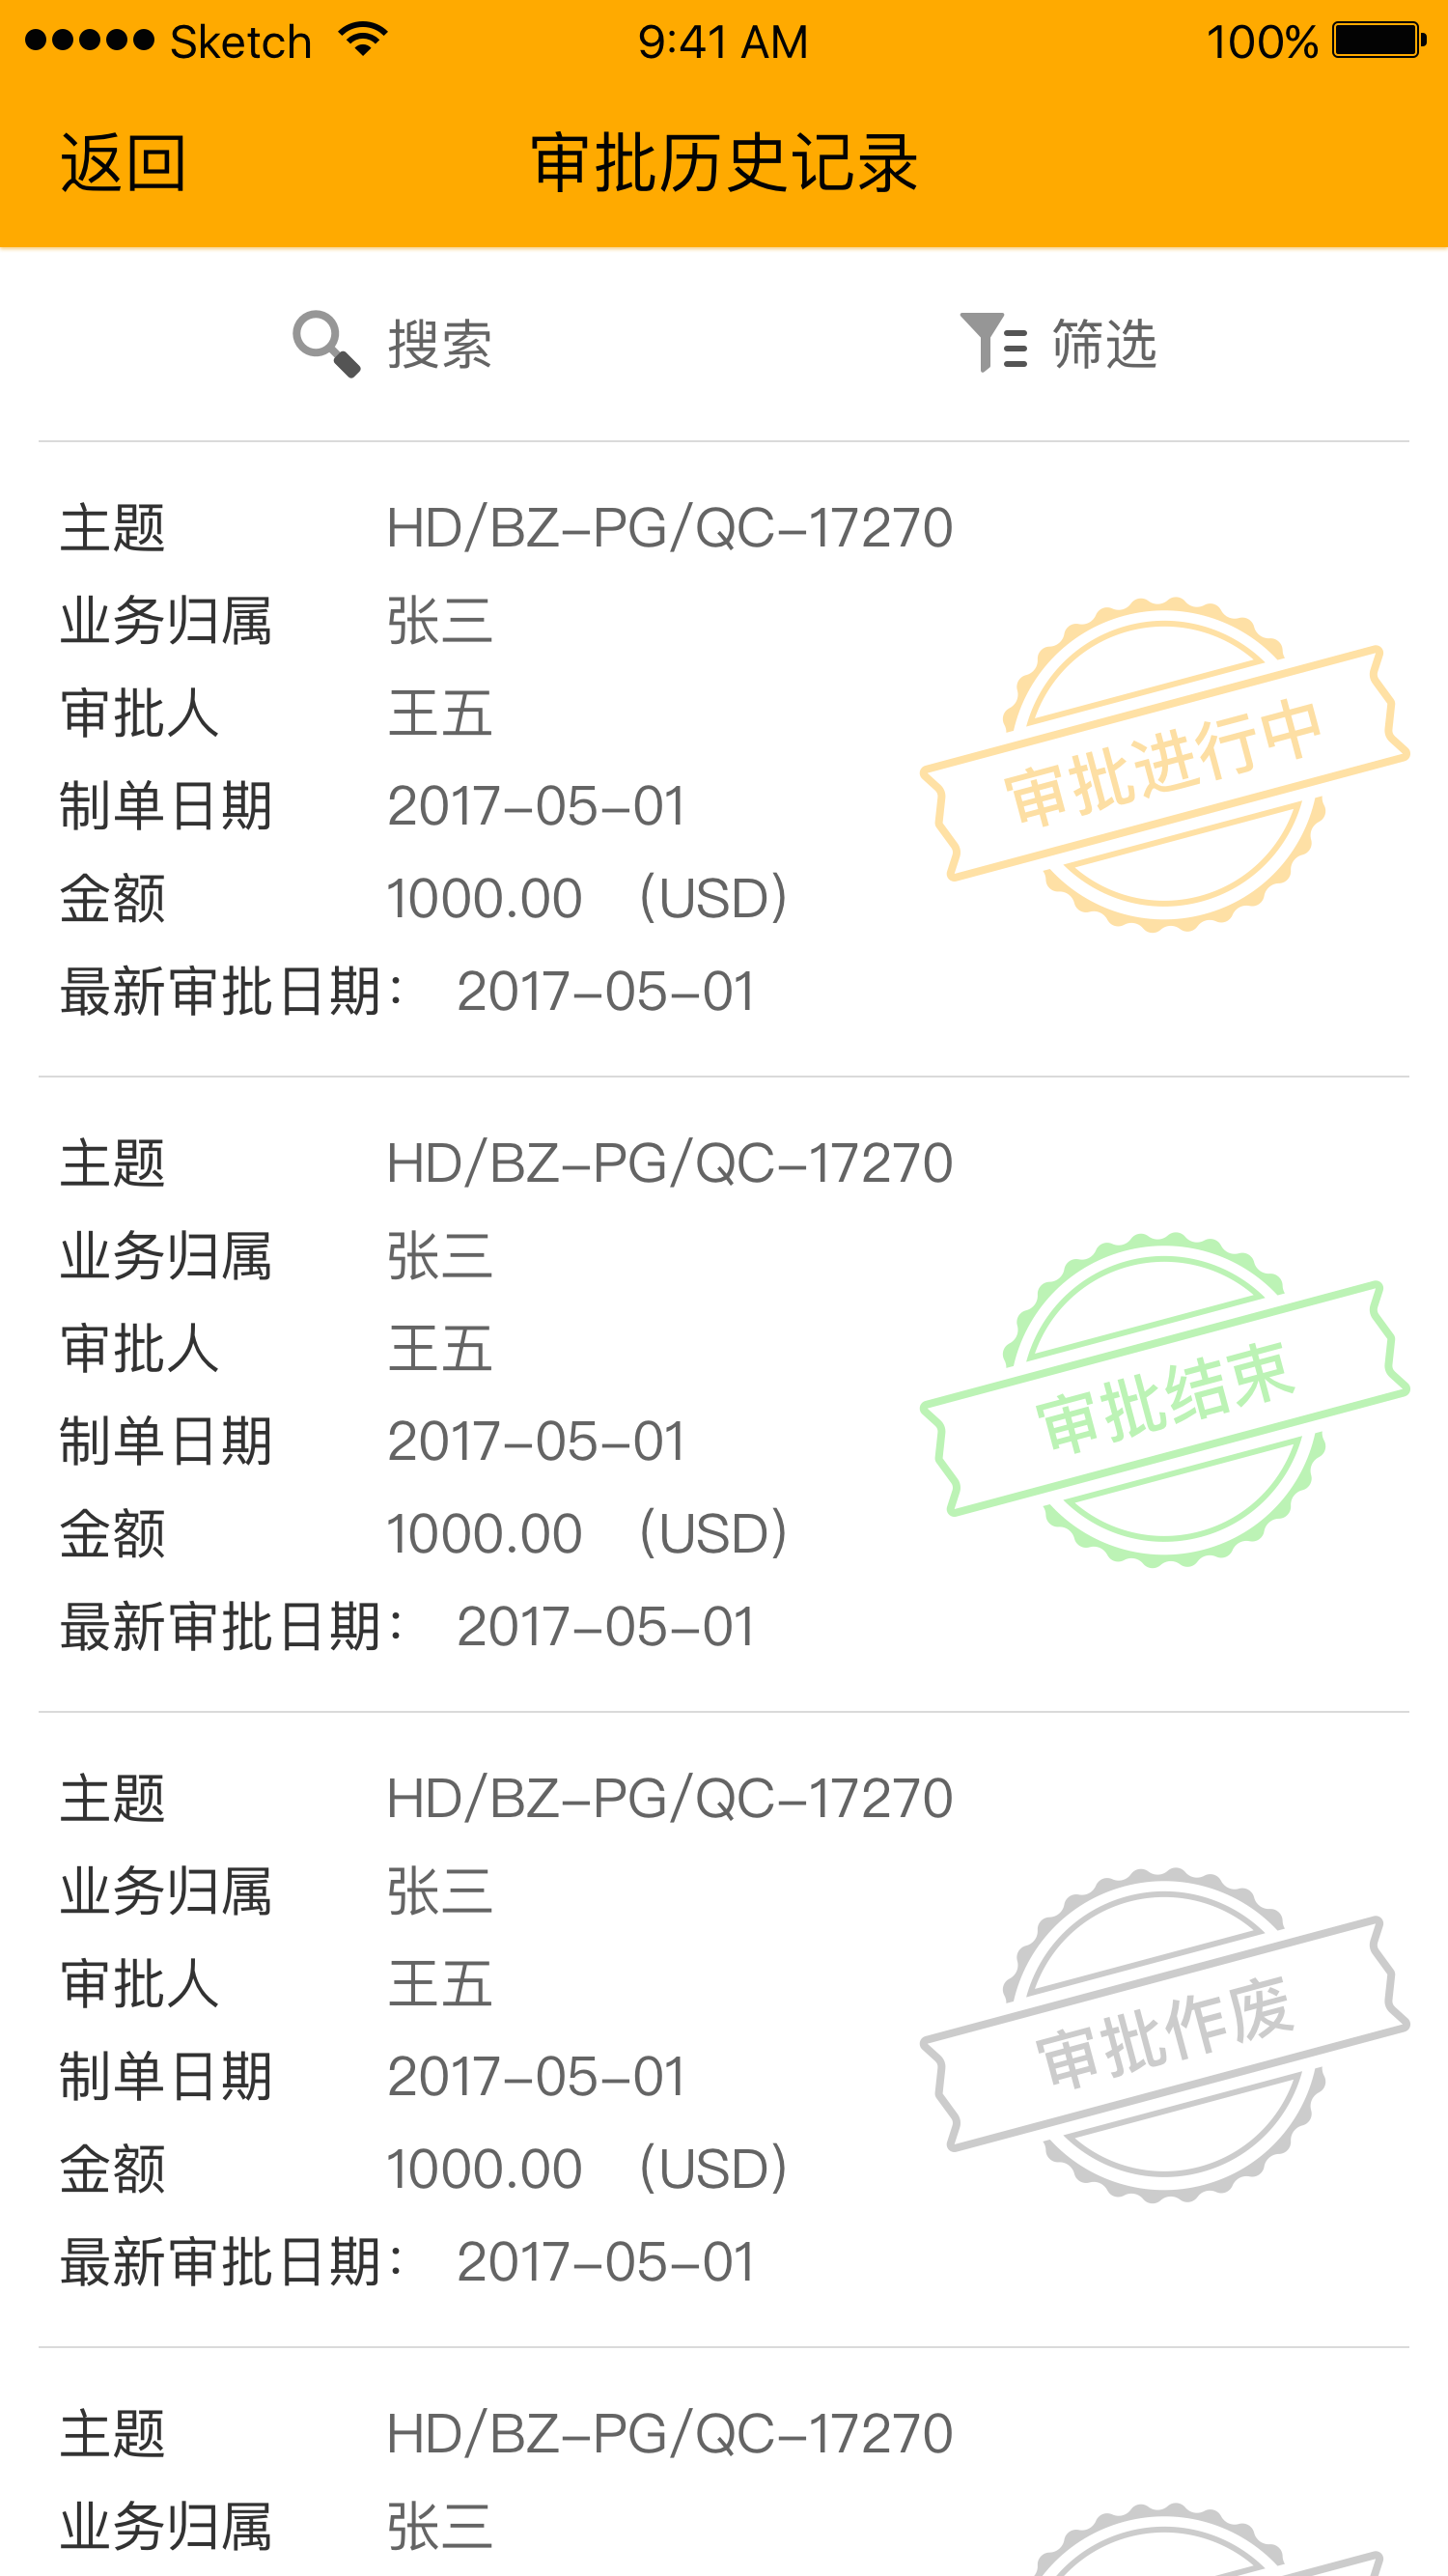 Sketch 9:41 AM 100%
返回 审批历史记录
搜索 筛选
主题 HD/BZ-PG/QC-17270
业务归属 张三
审批人 王五
制单日期 2017-05-01
金额 1000.00 (USD)
最新审批日期： 2017-05-01
审批进行中
主题 HD/BZ-PG/QC-17270
业务归属 张三
审批人 王五
制单日期 2017-05-01
金额 1000.00 (USD)
最新审批日期： 2017-05-01
审批结束
主题 HD/BZ-PG/QC-17270
业务归属 张三
审批人 王五
制单日期 2017-05-01
金额 1000.00 (USD)
最新审批日期： 2017-05-01
审批作废
主题 HD/BZ-PG/QC-17270
业务归属 张三